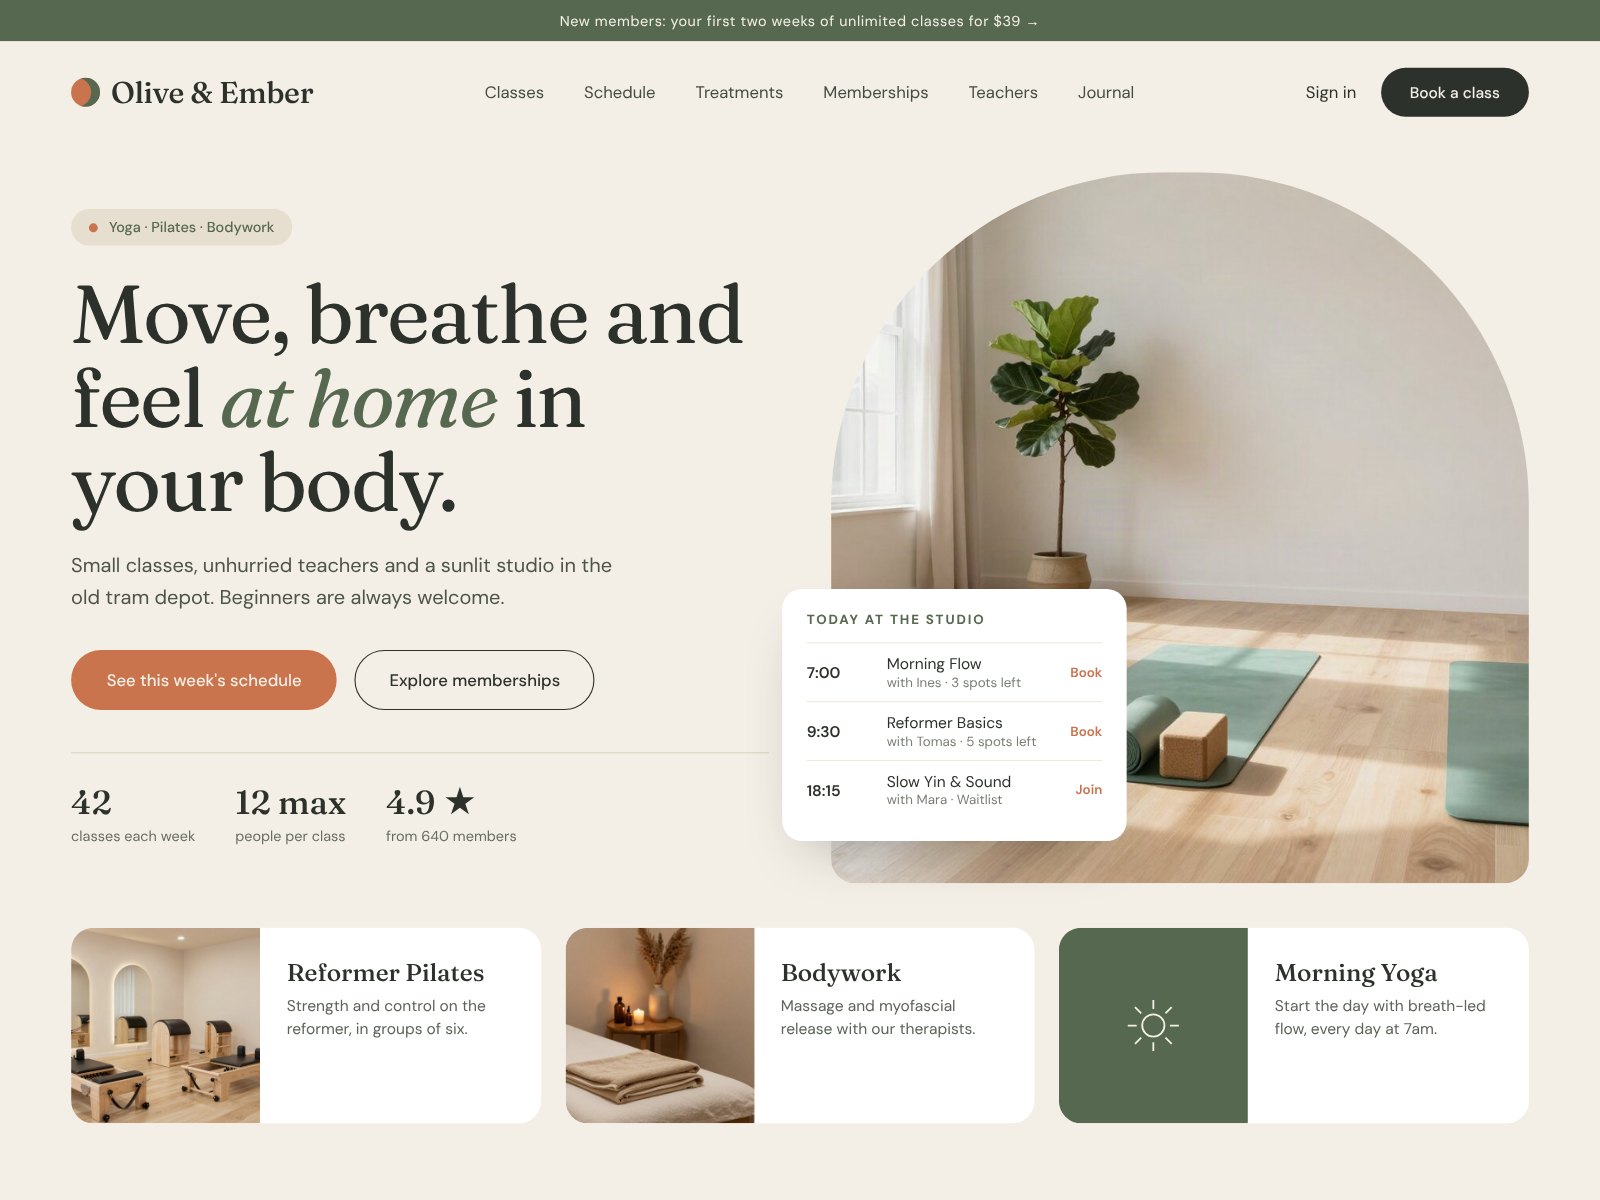 New members: your first two weeks of unlimited classes for $39 →
Olive & Ember
Classes
Schedule
Treatments
Memberships
Teachers
Journal
Sign in
Book a class
Yoga · Pilates · Bodywork
Move, breathe and
feel at home in
your body.
Small classes, unhurried teachers and a sunlit studio in the
old tram depot. Beginners are always welcome.
See this week's schedule
Explore memberships
42
classes each week
12 max
people per class
4.9 ★
from 640 members
TODAY AT THE STUDIO
7:00
Morning Flow
with Ines · 3 spots left
Book
9:30
Reformer Basics
with Tomas · 5 spots left
Book
18:15
Slow Yin & Sound
with Mara · Waitlist
Join
Reformer Pilates
Strength and control on the
reformer, in groups of six.
Bodywork
Massage and myofascial
release with our therapists.
Morning Yoga
Start the day with breath-led
flow, every day at 7am.